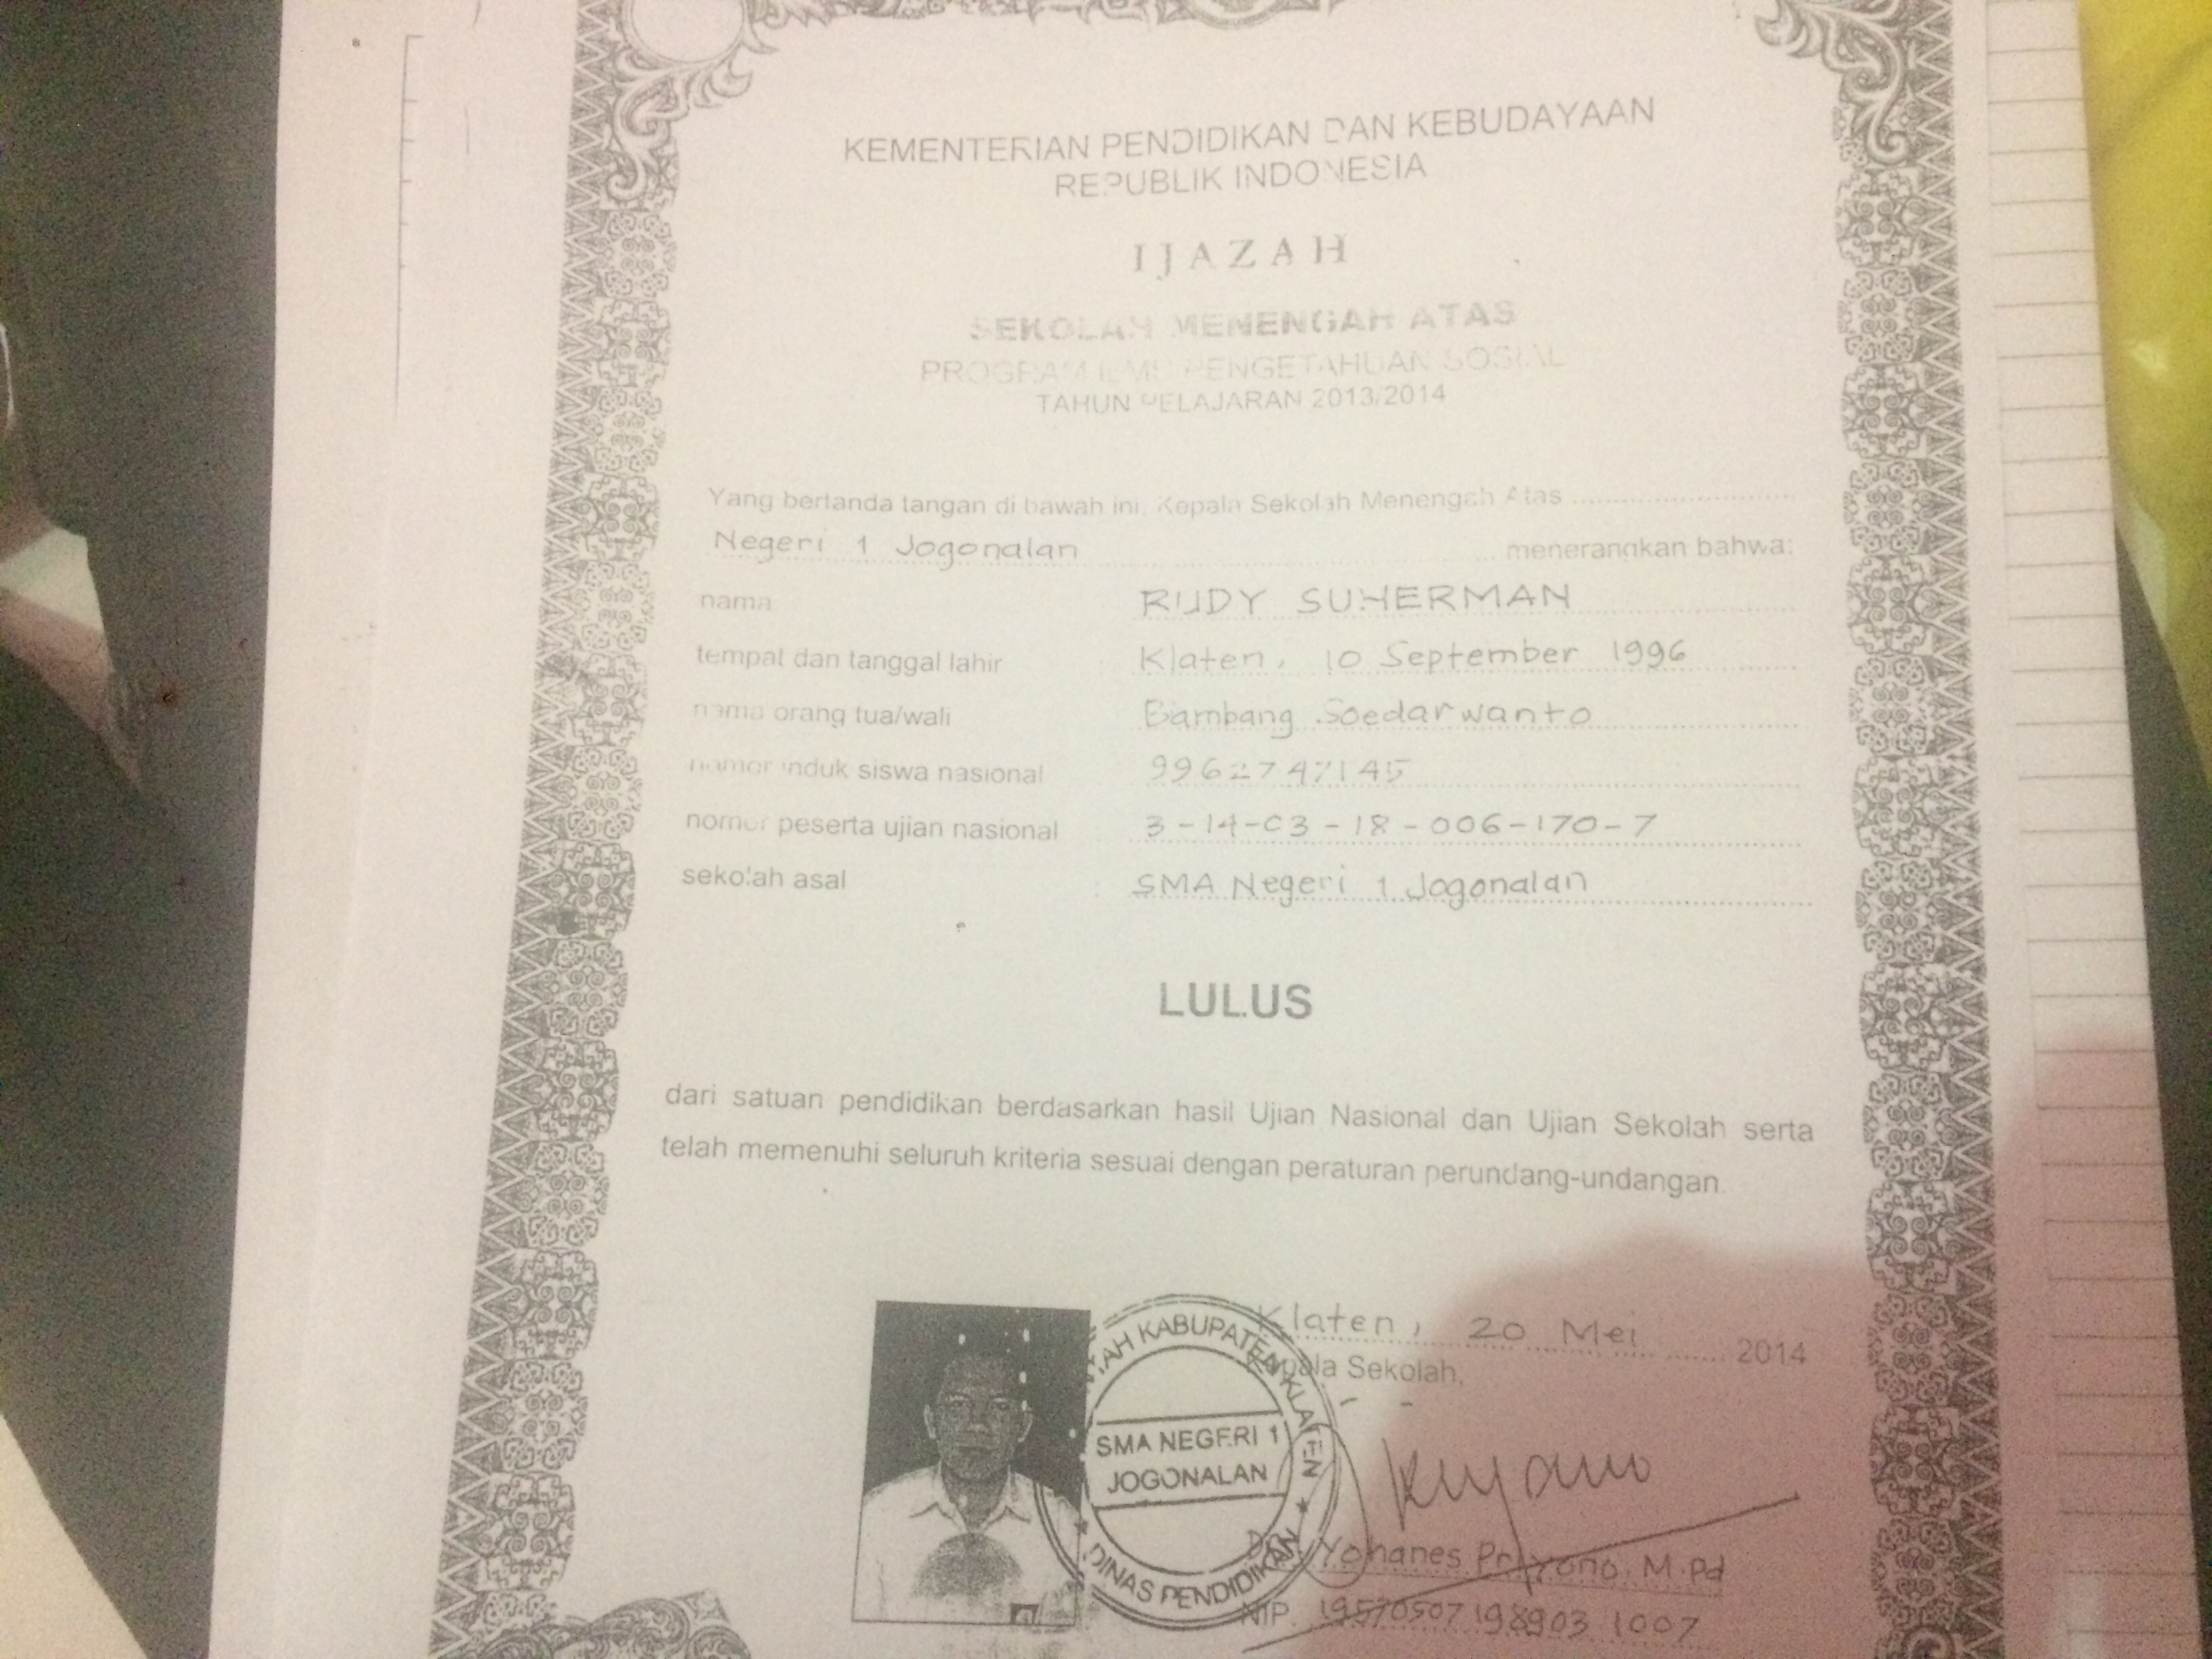 KEMENTERIAN PENDIDIKAN DAN KEBUDAYAAN
REPUBLIK INDONESIA
IJAZAH
SEKOLAH MENENGAH ATAS
PROGRAM ILMU PENGETAHUAN SOSIAL
TAHUN PELAJARAN 2013/2014
Yang bertanda tangan di bawah ini, Kepala Sekolah Menengah Atas
Negeri 1 Jogonalan menerangkan bahwa:
nama RUDY SUHERMAN
tempat dan tanggal lahir : Klaten, 10 September 1996
nama orang tua/wali Bambang Soedarwanto
nomor induk siswa nasional
nomor peserta ujian nasional : 3-14-03-18-006-170-7
sekolah asal : SMA Negeri 1 Jogonalan
LULUS
dari satuan pendidikan berdasarkan hasil Ujian Nasional dan Ujian Sekolah serta
telah memenuhi seluruh kriteria sesuai dengan peraturan perundang-undangan.
Klaten, 20 Mei 2014
Kepala Sekolah,
KABUPATEN KLATEN
SMA NEGERI 1
JOGONALAN
DINAS PENDIDIKAN
Yohanes Priyono, M.Pd
NIP. 19570507 198903 1007